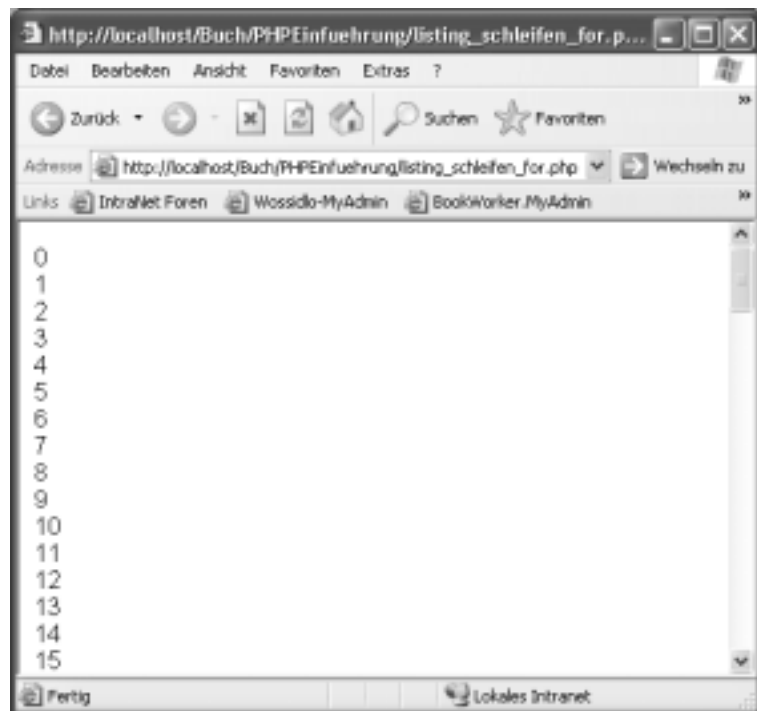 http://localhost/Buch/PHPEinfuehrung/listing_schleifen_for.p...
Datei Bearbeiten Ansicht Favoriten Extras ?
Zurück Suchen Favoriten
Adresse http://localhost/Buch/PHPEinfuehrung/listing_schleifen_for.php Wechseln zu
Links IntraNet Foren Wossidlo-MyAdmin BookWorker.MyAdmin
0
1
2
3
4
5
6
7
8
9
10
11
12
13
14
15
Fertig Lokales Intranet